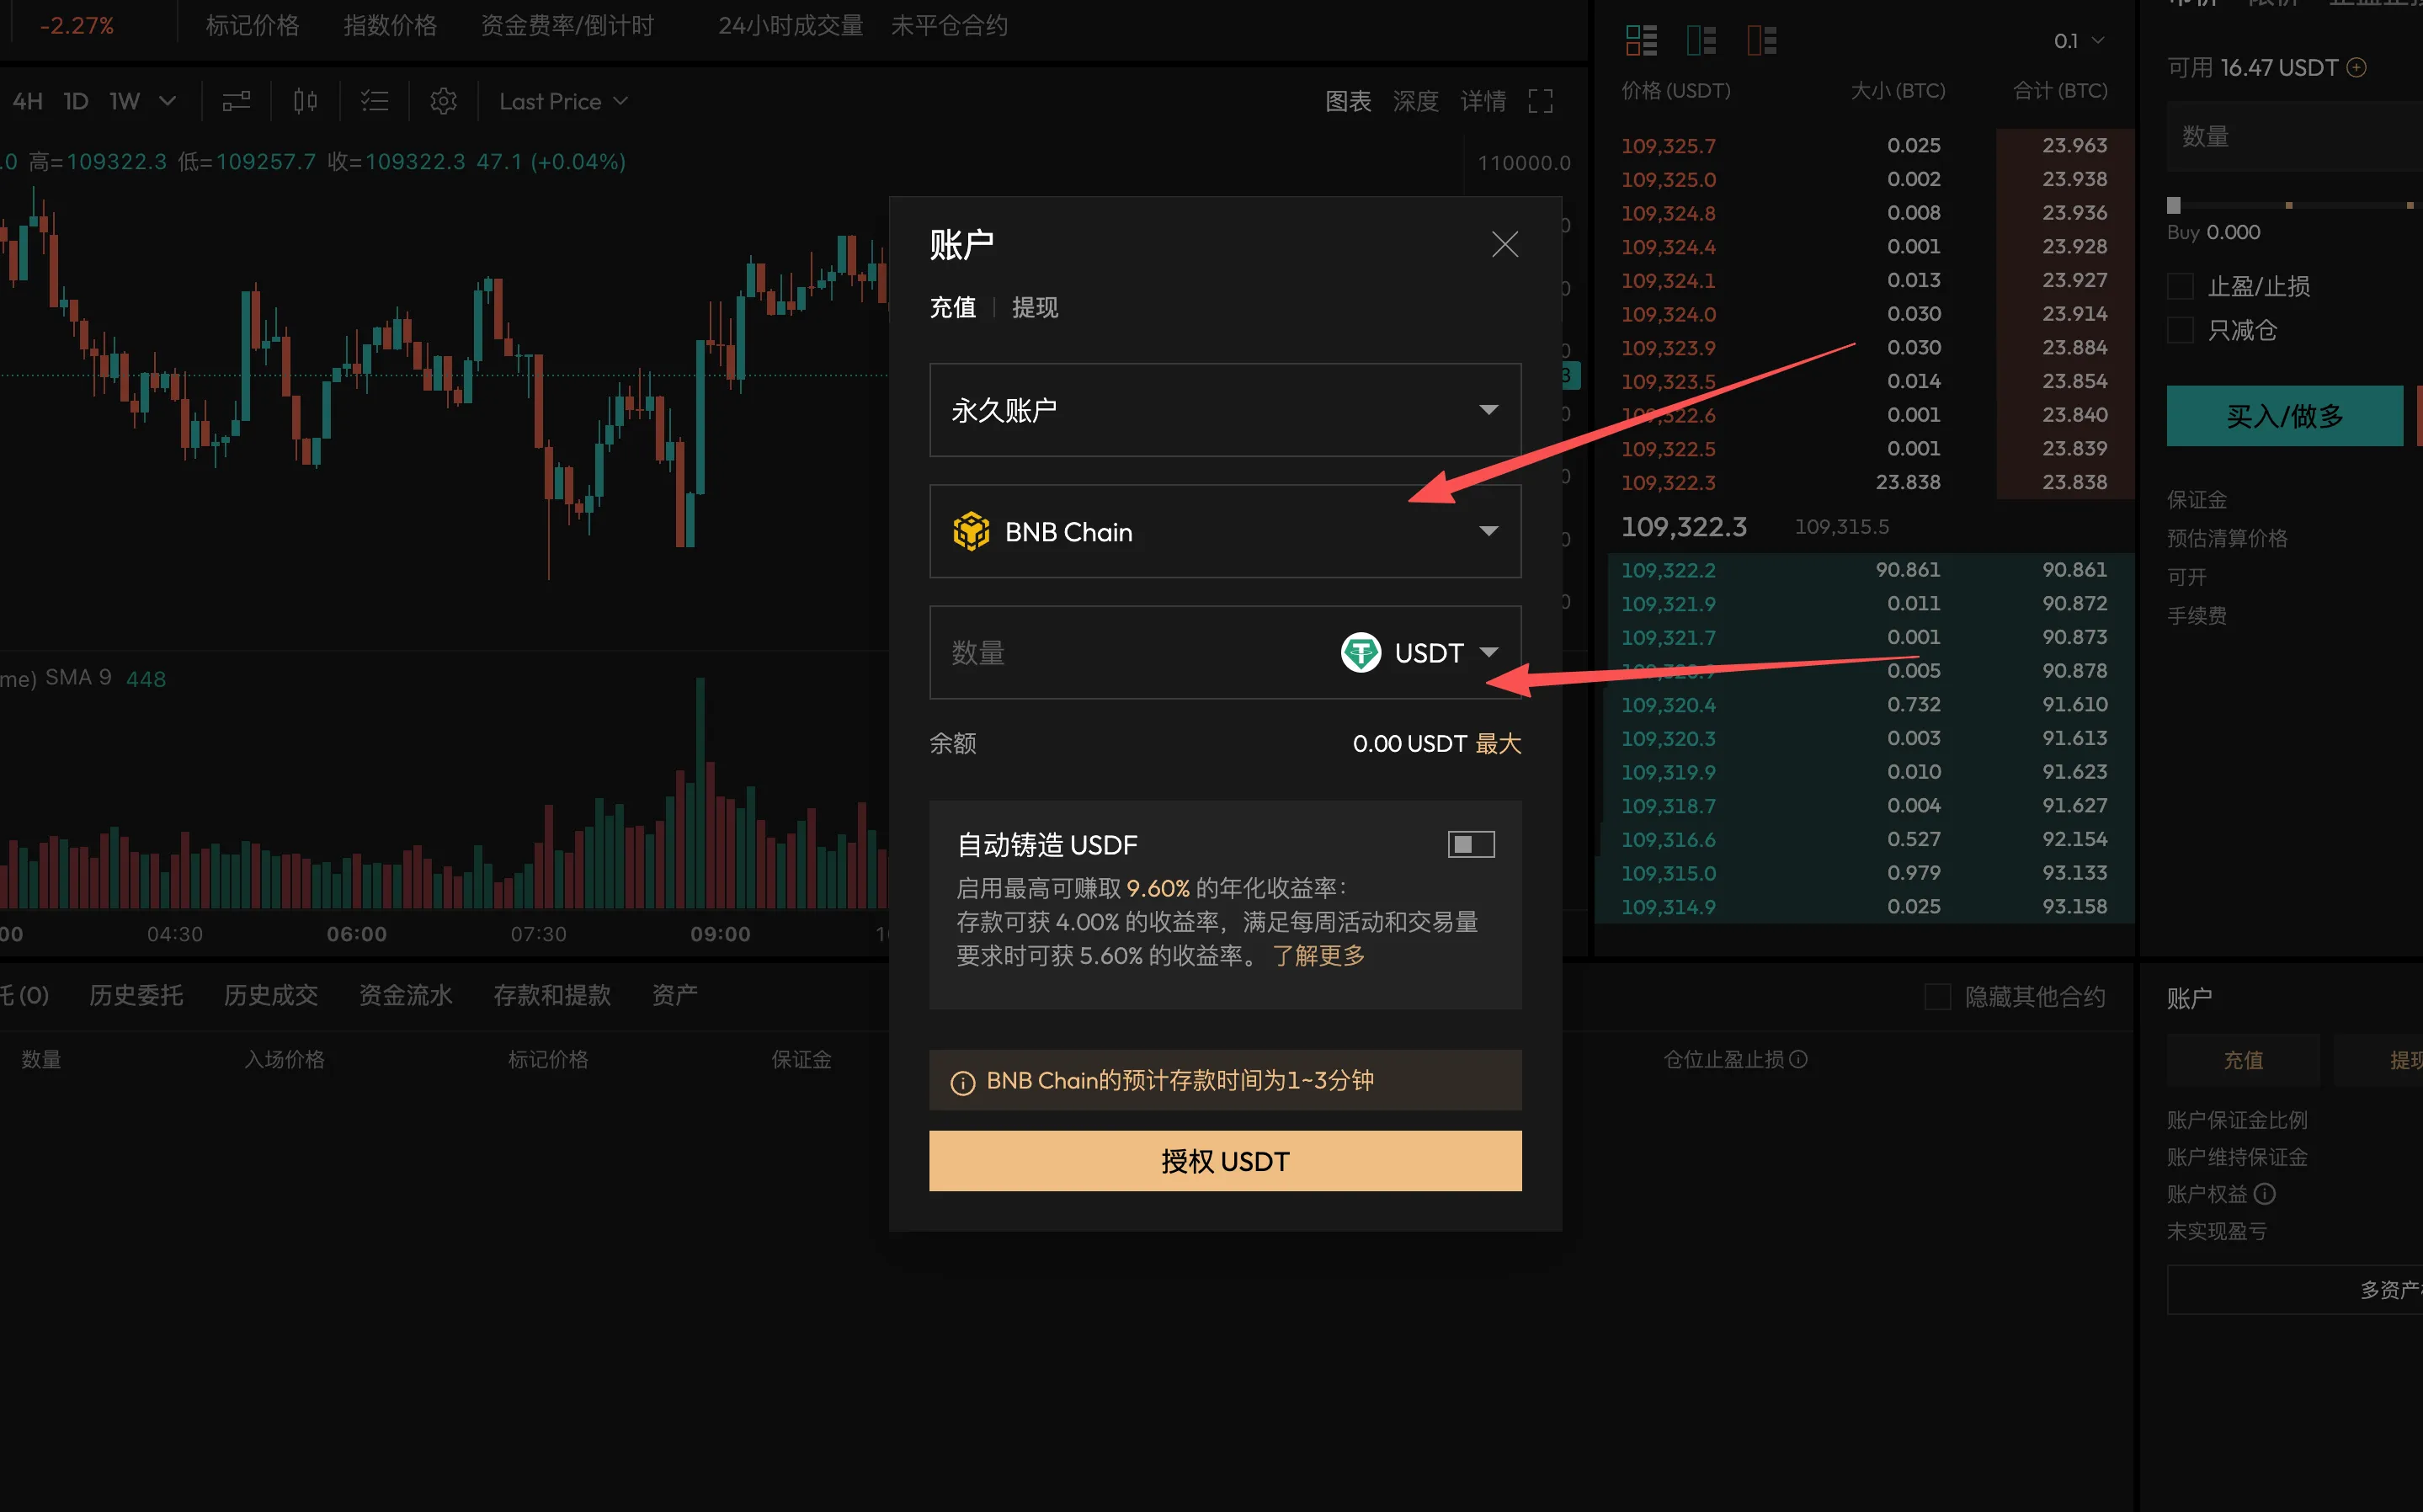 -2.27%
标记价格
指数价格
资金费率/倒计时
24小时成交量
未平仓合约
4H 1D 1W
Last Price
图表 深度 详情
.0 高=109322.3 低=109257.7 收=109322.3 47.1 (+0.04%)
110000.0
SMA 9 448
04:30
06:00
07:30
09:00
账户
充值 提现
永久账户
BNB Chain
数量
USDT
余额
0.00 USDT 最大
自动铸造 USDF
启用最高可赚取 9.60% 的年化收益率:
存款可获 4.00% 的收益率，满足每周活动和交易量
要求时可获 5.60% 的收益率。 了解更多
BNB Chain的预计存款时间为1~3分钟
授权 USDT
0.1
价格 (USDT) 大小 (BTC) 合计 (BTC)
109,325.7 0.025 23.963
109,325.0 0.002 23.938
109,324.8 0.008 23.936
109,324.4 0.001 23.928
109,324.1 0.013 23.927
109,324.0 0.030 23.914
109,323.9 0.030 23.884
109,323.5 0.014 23.854
109,322.6 0.001 23.840
109,322.5 0.001 23.839
109,322.3 23.838 23.838
109,322.3 109,315.5
109,322.2 90.861 90.861
109,321.9 0.011 90.872
109,321.7 0.001 90.873
0.005 90.878
109,320.4 0.732 91.610
109,320.3 0.003 91.613
109,319.9 0.010 91.623
109,318.7 0.004 91.627
109,316.6 0.527 92.154
109,315.0 0.979 93.133
109,314.9 0.025 93.158
可用 16.47 USDT
数量
Buy 0.000
止盈/止损
只减仓
买入/做多
保证金
预估清算价格
可开
手续费
托 (0) 历史委托 历史成交 资金流水 存款和提款 资产
隐藏其他合约
数量 入场价格 标记价格 保证金 仓位止盈止损
账户
充值 提现
账户保证金比例
账户维持保证金
账户权益
未实现盈亏
多资产